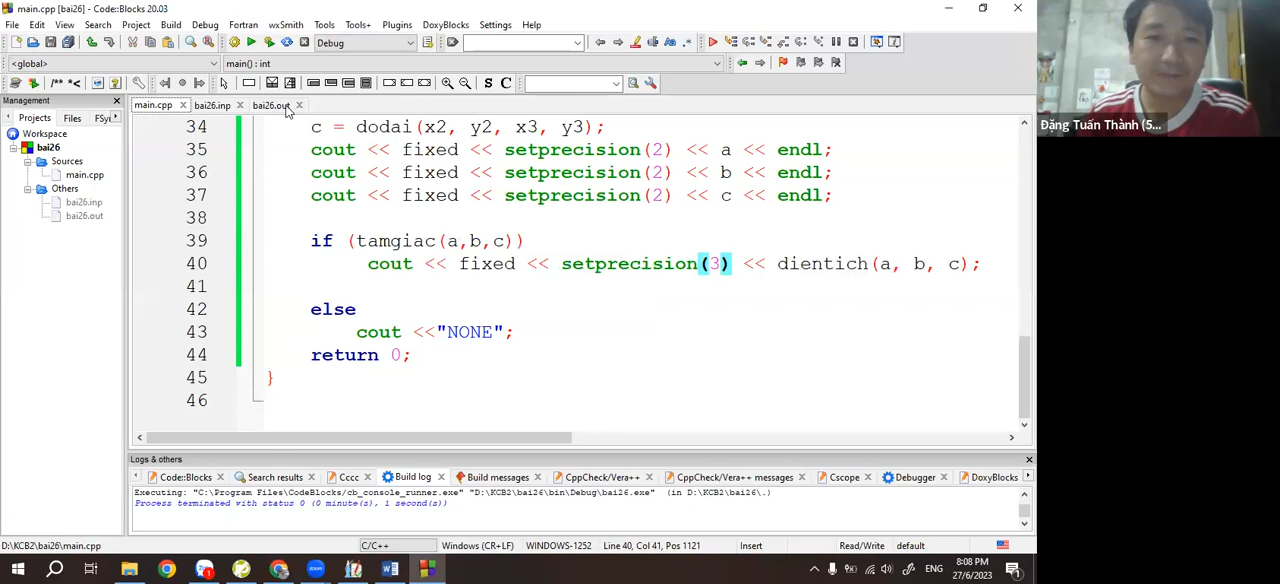 main.cpp [bai26] - Code::Blocks 20.03
File Edit View Search Project Build Debug Fortran wxSmith Tools Tools+ Plugins DoxyBlocks Settings Help
Debug
<global> main() : int
/** *<
S C
Management
Projects Files FSy
Workspace
bai26
Sources
main.cpp
Others
bai26.inp
bai26.out
main.cpp bai26.inp bai26.out
34 c = dodai(x2, y2, x3, y3);
35 cout << fixed << setprecision(2) << a << endl;
36 cout << fixed << setprecision(2) << b << endl;
37 cout << fixed << setprecision(2) << c << endl;
38
39 if (tamgiac(a,b,c))
40 cout << fixed << setprecision(3) << dientich(a, b, c);
41
42 else
43 cout <<"NONE";
44 return 0;
45 }
46
Logs & others
Code::Blocks Search results Cccc Build log Build messages CppCheck/Vera++ CppCheck/Vera++ messages Cscope Debugger DoxyBlocks
Executing: "C:\Program Files\CodeBlocks/cb_console_runner.exe" "D:\KCB2\bai26\bin\Debug\bai26.exe" (in D:\KCB2\bai26\.)
Process terminated with status 0 (0 minute(s), 1 second(s))
D:\KCB2\bai26\main.cpp C/C++ Windows (CR+LF) WINDOWS-1252 Line 40, Col 41, Pos 1121 Insert Read/Write default
ENG 8:08 PM
27/6/2023
Đặng Tuấn Thành (5...